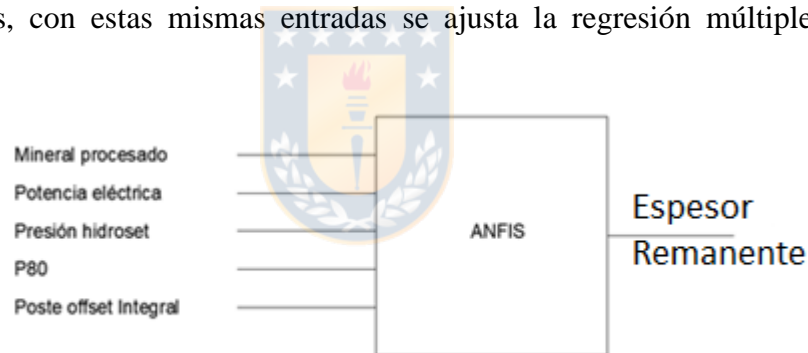 s, con estas mismas entradas se ajusta la regresión múltiple
Mineral procesado
Potencia eléctrica
Presión hidroset
P80
Poste offset Integral
ANFIS
Espesor
Remanente